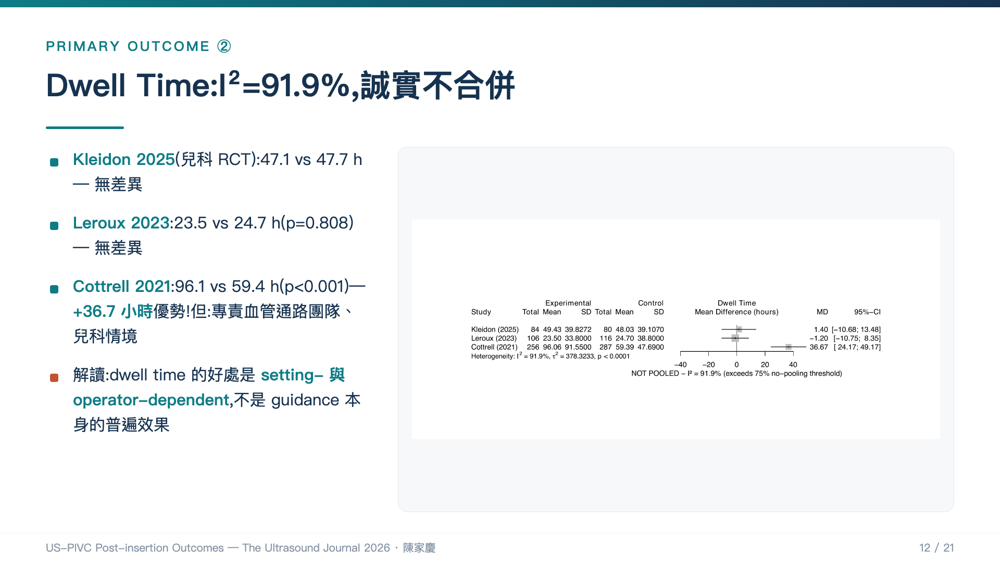 PRIMARY OUTCOME ②
Dwell Time:I²=91.9%,誠實不合併
Kleidon 2025(兒科 RCT):47.1 vs 47.7 h
— 無差異
Leroux 2023:23.5 vs 24.7 h(p=0.808)
— 無差異
Cottrell 2021:96.1 vs 59.4 h(p<0.001)—
+36.7 小時優勢!但:專責血管通路團隊、
兒科情境
解讀:dwell time 的好處是 setting- 與
operator-dependent,不是 guidance 本
身的普遍效果
Experimental Control Dwell Time
Study Total Mean SD Total Mean SD Mean Difference (hours) MD 95%-CI
Kleidon (2025) 84 49.43 39.8272 80 48.03 39.1070 1.40 [-10.68; 13.48]
Leroux (2023) 106 23.50 33.8000 116 24.70 38.8000 -1.20 [-10.75; 8.35]
Cottrell (2021) 256 96.06 91.5500 287 59.39 47.6900 36.67 [ 24.17; 49.17]
Heterogeneity: I² = 91.9%, τ² = 378.3233, p < 0.0001
-40 -20 0 20 40
NOT POOLED - I² = 91.9% (exceeds 75% no-pooling threshold)
US-PIVC Post-insertion Outcomes — The Ultrasound Journal 2026 · 陳家慶
12 / 21